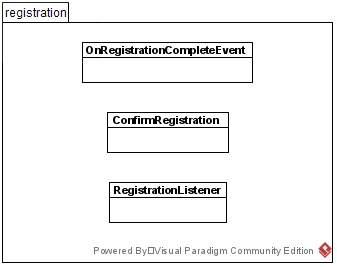 registration
OnRegistrationCompleteEvent
ConfirmRegistration
RegistrationListener
Powered By□Visual Paradigm Community Edition